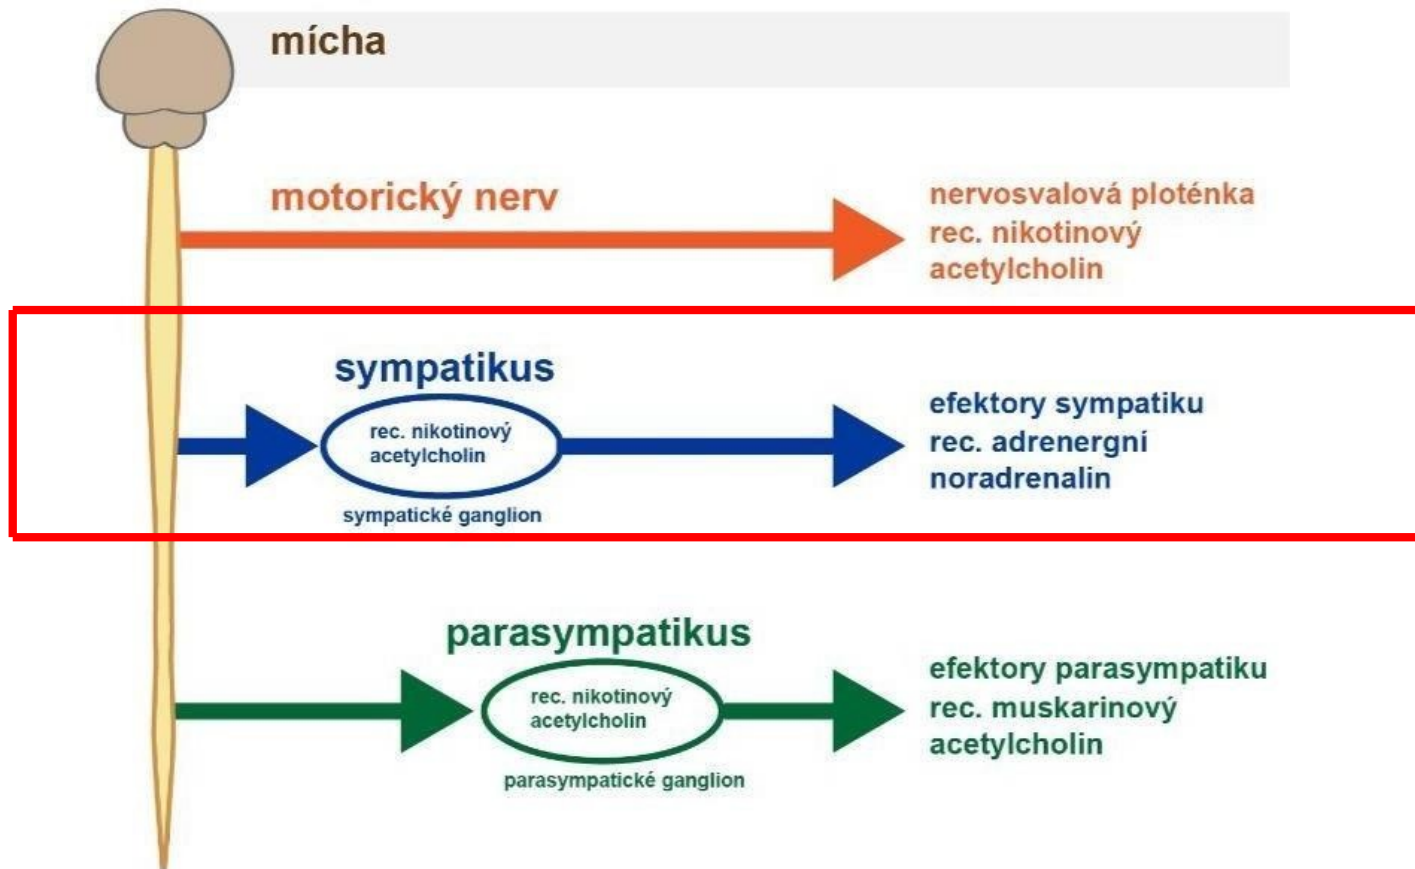 mícha
motorický nerv
nervosvalová ploténka
rec. nikotinový
acetylcholin
sympatikus
rec. nikotinový
acetylcholin
sympatické ganglion
efektory sympatiku
rec. adrenergní
noradrenalin
parasympatikus
rec. nikotinový
acetylcholin
parasympatické ganglion
efektory parasympatiku
rec. muskarinový
acetylcholin